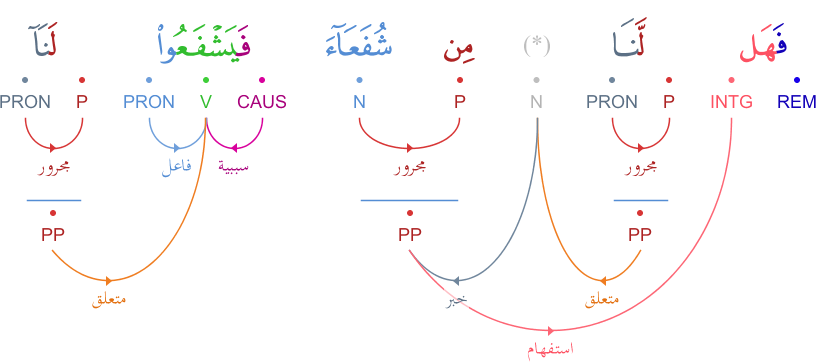 فَهَل لَّنَا (*) مِن شُفَعَآءَ فَيَشْفَعُوا۟ لَنَآ
PRON P PRON V CAUS N P N PRON P INTG REM
مجرور مجرور سببية فاعل مجرور
PP PP PP
متعلق خبر متعلق
استفهام